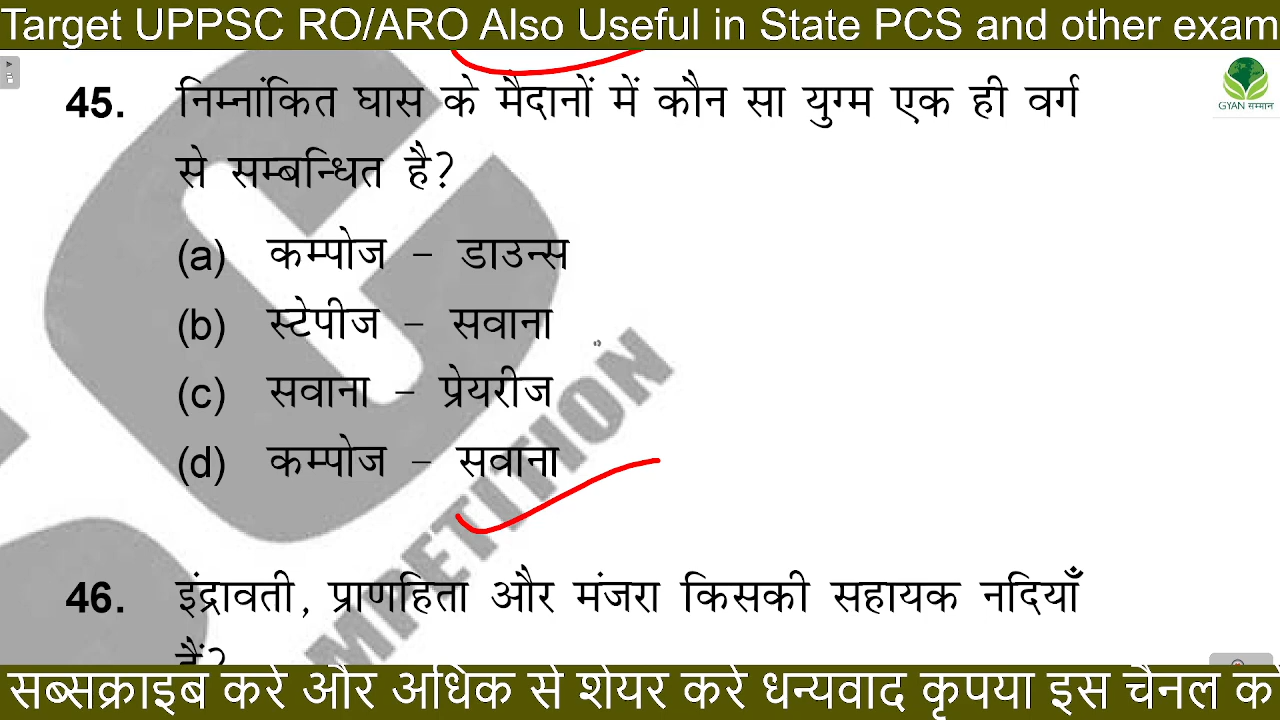 Target UPPSC RO/ARO Also Useful in State PCS and other exam
GYAN सम्मान
45. निम्नांकित घास के मैदानों में कौन सा युग्म एक ही वर्ग
से सम्बन्धित है?
(a) कम्पोज – डाउन्स
(b) स्टेपीज – सवाना
(c) सवाना – प्रेयरीज
(d) कम्पोज – सवाना
MPETITION
46. इंद्रावती, प्राणहिता और मंजरा किसकी सहायक नदियाँ
हैं?
सब्सक्राइब करे और अधिक से शेयर करे धन्यवाद कृपया इस चैनल क